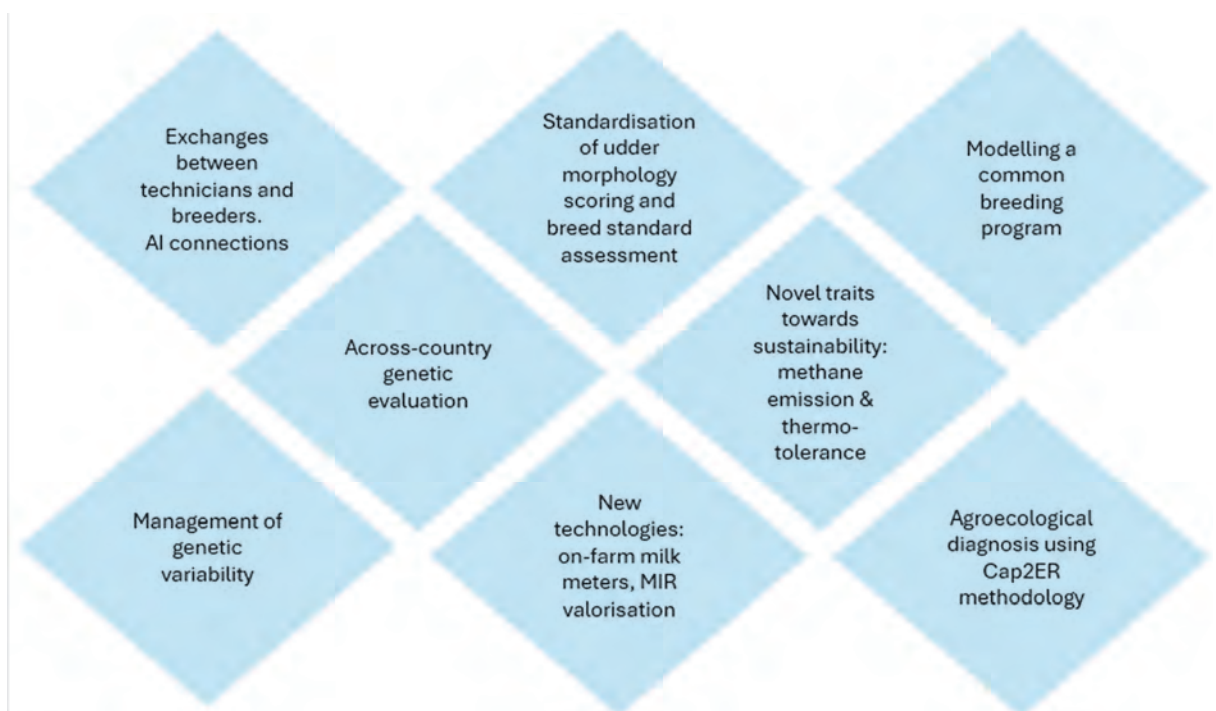 Exchanges
between
technicians and
breeders.
AI connections
Standardisation
of udder
morphology
scoring and
breed standard
assessment
Modelling a
common
breeding
program
Across-country
genetic
evaluation
Novel traits
towards
sustainability:
methane
emission &
thermo-
tolerance
Management of
genetic
variability
New
technologies:
on-farm milk
meters, MIR
valorisation
Agroecological
diagnosis using
Cap2ER
methodology